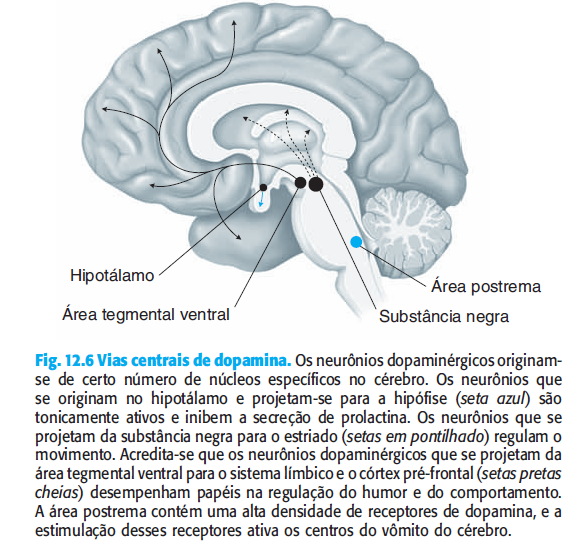 Hipotálamo
Área tegmental ventral
Área postrema
Substância negra
Fig. 12.6 Vias centrais de dopamina. Os neurônios dopaminérgicos originam-
se de certo número de núcleos específicos no cérebro. Os neurônios que
se originam no hipotálamo e projetam-se para a hipófise (seta azul) são
tonicamente ativos e inibem a secreção de prolactina. Os neurônios que se
projetam da substância negra para o estriado (setas em pontilhado) regulam o
movimento. Acredita-se que os neurônios dopaminérgicos que se projetam da
área tegmental ventral para o sistema límbico e o córtex pré-frontal (setas pretas
cheias) desempenham papéis na regulação do humor e do comportamento.
A área postrema contém uma alta densidade de receptores de dopamina, e a
estimulação desses receptores ativa os centros do vômito do cérebro.